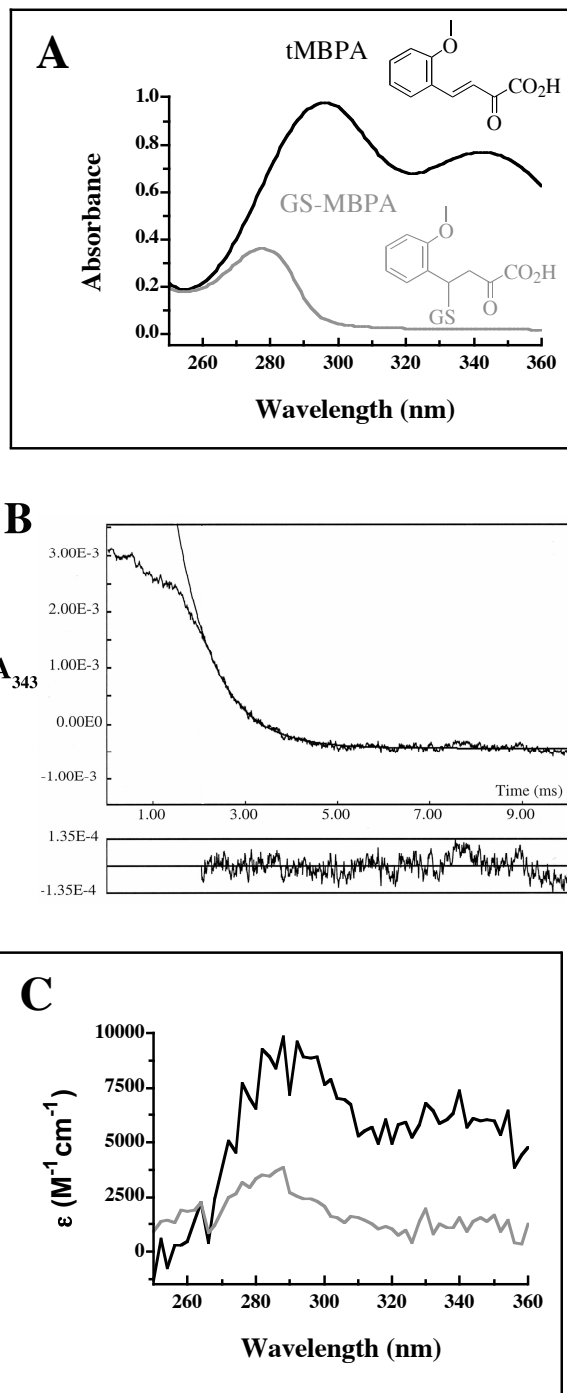 A
tMBPA
O
CO2H
O
1.0
0.8
0.6
0.4
0.2
0.0
Absorbance
GS-MBPA
O
CO2H
GS
O
260 280 300 320 340 360
Wavelength (nm)
B
3.00E-3
2.00E-3
1.00E-3
A343
0.00E0
-1.00E-3
Time (ms)
1.00 3.00 5.00 7.00 9.00
1.35E-4
-1.35E-4
C
10000
7500
5000
2500
0
ε (M-1 cm-1)
260 280 300 320 340 360
Wavelength (nm)